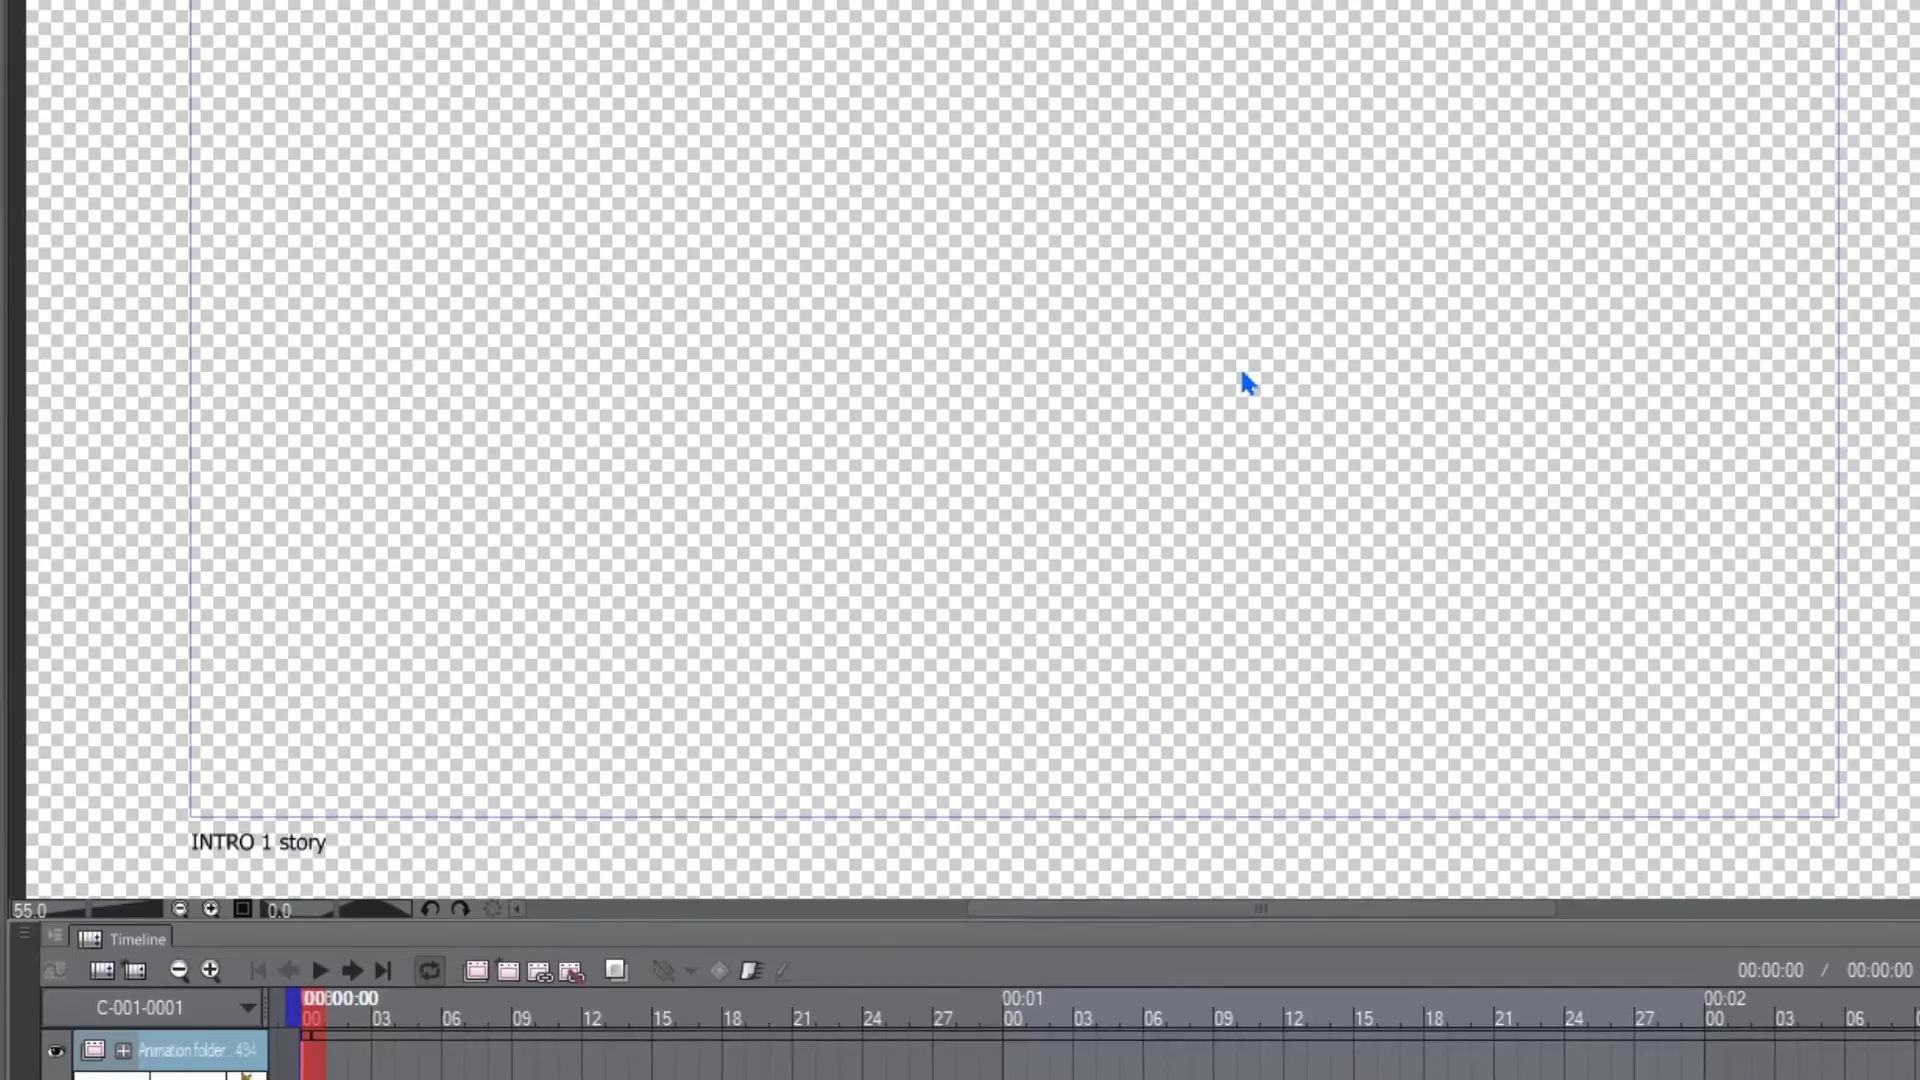 INTRO 1 story
55.0 0.0
Timeline
00:00:00 / 00:00:00
C-001-0001
00:00:00 00:01 00:02
00 03 06 09 12 15 18 21 24 27 00 03 06 09 12 15 18 21 24 27 00 03 06
Animation folder 494